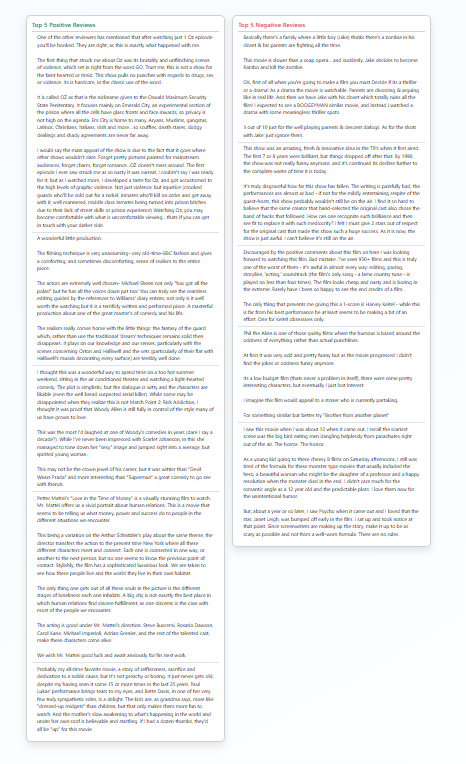 Top 5 Positive Reviews
One of the other reviewers has mentioned that after watching just 1 Oz episode
you'll be hooked. They are right, as this is exactly what happened with me.
The first thing that struck me about Oz was its brutality and unflinching scenes
of violence, which set in right from the word GO. Trust me, this is not a show for
the faint hearted or timid. This show pulls no punches with regards to drugs, sex
or violence. Its is hardcore, in the classic use of the word.
It is called OZ as that is the nickname given to the Oswald Maximum Security
State Penitentary. It focuses mainly on Emerald City, an experimental section of
the prison where all the cells have glass fronts and face inwards, so privacy is
not high on the agenda. Em City is home to many..Aryans, Muslims, gangstas,
Latinos, Christians, Italians, Irish and more....so scuffles, death stares, dodgy
dealings and shady agreements are never far away.
I would say the main appeal of the show is due to the fact that it goes where
other shows wouldn't dare. Forget pretty pictures painted for mainstream
audiences, forget charm, forget romance...OZ doesn't mess around. The first
episode I ever saw struck me as so nasty it was surreal, I couldn't say I was ready
for it, but as I watched more, I developed a taste for Oz, and got accustomed to
the high levels of graphic violence. Not just violence, but injustice (crooked
guards who'll be sold out for a nickel, inmates who'll kill on order and get away
with it, well mannered, middle class inmates being turned into prison bitches
due to their lack of street skills or prison experience) Watching Oz, you may
become comfortable with what is uncomfortable viewing....thats if you can get
in touch with your darker side.
A wonderful little production.
The filming technique is very unassuming- very old-time-BBC fashion and gives
a comforting, and sometimes discomforting, sense of realism to the entire
piece.
The actors are extremely well chosen- Michael Sheen not only "has got all the
polari" but he has all the voices down pat too! You can truly see the seamless
editing guided by the references to Williams' diary entries, not only is it well
worth the watching but it is a terrificly written and performed piece. A masterful
production about one of the great master's of comedy and his life.
The realism really comes home with the little things: the fantasy of the guard
which, rather than use the traditional 'dream' techniques remains solid then
disappears. It plays on our knowledge and our senses, particularly with the
scenes concerning Orton and Halliwell and the sets (particularly of their flat with
Halliwell's murals decorating every surface) are terribly well done.
I thought this was a wonderful way to spend time on a too hot summer
weekend, sitting in the air conditioned theater and watching a light-hearted
comedy. The plot is simplistic, but the dialogue is witty and the characters are
likable (even the well bread suspected serial killer). While some may be
disappointed when they realize this is not Match Point 2: Risk Addiction, I
thought it was proof that Woody Allen is still fully in control of the style many of
us have grown to love.
This was the most I'd laughed at one of Woody's comedies in years (dare I say a
decade?). While I've never been impressed with Scarlet Johanson, in this she
managed to tone down her "sexy" image and jumped right into a average, but
spirited young woman.
This may not be the crown jewel of his career, but it was wittier than "Devil
Wears Prada" and more interesting than "Superman" a great comedy to go see
with friends.
Petter Mattei's "Love in the Time of Money" is a visually stunning film to watch.
Mr. Mattei offers us a vivid portrait about human relations. This is a movie that
seems to be telling us what money, power and success do to people in the
different situations we encounter.
This being a variation on the Arthur Schnitzler's play about the same theme, the
director transfers the action to the present time New York where all these
different characters meet and connect. Each one is connected in one way, or
another to the next person, but no one seems to know the previous point of
contact. Stylishly, the film has a sophisticated luxurious look. We are taken to
see how these people live and the world they live in their own habitat.
The only thing one gets out of all these souls in the picture is the different
stages of loneliness each one inhabits. A big city is not exactly the best place in
which human relations find sincere fulfillment, as one discerns is the case with
most of the people we encounter.
The acting is good under Mr. Mattei's direction. Steve Buscemi, Rosario Dawson,
Carol Kane, Michael Imperioli, Adrian Grenier, and the rest of the talented cast,
make these characters come alive.
We wish Mr. Mattei good luck and await anxiously for his next work.
Probably my all-time favorite movie, a story of selflessness, sacrifice and
dedication to a noble cause, but it's not preachy or boring. It just never gets old,
despite my having seen it some 15 or more times in the last 25 years. Paul
Lukas' performance brings tears to my eyes, and Bette Davis, in one of her very
few truly sympathetic roles, is a delight. The kids are, as grandma says, more like
"dressed-up midgets" than children, but that only makes them more fun to
watch. And the mother's slow awakening to what's happening in the world and
under her own roof is believable and startling. If I had a dozen thumbs, they'd
all be "up" for this movie.
Top 5 Negative Reviews
Basically there's a family where a little boy (Jake) thinks there's a zombie in his
closet & his parents are fighting all the time.
This movie is slower than a soap opera... and suddenly, Jake decides to become
Rambo and kill the zombie.
OK, first of all when you're going to make a film you must Decide if its a thriller
or a drama! As a drama the movie is watchable. Parents are divorcing & arguing
like in real life. And then we have Jake with his closet which totally ruins all the
film! I expected to see a BOOGEYMAN similar movie, and instead i watched a
drama with some meaningless thriller spots.
3 out of 10 just for the well playing parents & descent dialogs. As for the shots
with Jake: just ignore them.
This show was an amazing, fresh & innovative idea in the 70's when it first aired.
The first 7 or 8 years were brilliant, but things dropped off after that. By 1990,
the show was not really funny anymore, and it's continued its decline further to
the complete waste of time it is today.
It's truly disgraceful how far this show has fallen. The writing is painfully bad, the
performances are almost as bad - if not for the mildly entertaining respite of the
guest-hosts, this show probably wouldn't still be on the air. I find it so hard to
believe that the same creator that hand-selected the original cast also chose the
band of hacks that followed. How can one recognize such brilliance and then
see fit to replace it with such mediocrity? I felt I must give 2 stars out of respect
for the original cast that made this show such a huge success. As it is now, the
show is just awful. I can't believe it's still on the air.
Encouraged by the positive comments about this film on here I was looking
forward to watching this film. Bad mistake. I've seen 950+ films and this is truly
one of the worst of them - it's awful in almost every way: editing, pacing,
storyline, 'acting,' soundtrack (the film's only song - a lame country tune - is
played no less than four times). The film looks cheap and nasty and is boring in
the extreme. Rarely have I been so happy to see the end credits of a film.
The only thing that prevents me giving this a 1-score is Harvey Keitel - while this
is far from his best performance he at least seems to be making a bit of an
effort. One for Keitel obsessives only.
Phil the Alien is one of those quirky films where the humour is based around the
oddness of everything rather than actual punchlines.
At first it was very odd and pretty funny but as the movie progressed I didn't
find the jokes or oddness funny anymore.
Its a low budget film (thats never a problem in itself), there were some pretty
interesting characters, but eventually I just lost interest.
I imagine this film would appeal to a stoner who is currently partaking.
For something similar but better try "Brother from another planet"
I saw this movie when I was about 12 when it came out. I recall the scariest
scene was the big bird eating men dangling helplessly from parachutes right
out of the air. The horror. The horror.
As a young kid going to these cheesy B films on Saturday afternoons, I still was
tired of the formula for these monster type movies that usually included the
hero, a beautiful woman who might be the daughter of a professor and a happy
resolution when the monster died in the end. I didn't care much for the
romantic angle as a 12 year old and the predictable plots. I love them now for
the unintentional humor.
But, about a year or so later, I saw Psycho when it came out and I loved that the
star, Janet Leigh, was bumped off early in the film. I sat up and took notice at
that point. Since screenwriters are making up the story, make it up to be as
scary as possible and not from a well-worn formula. There are no rules.